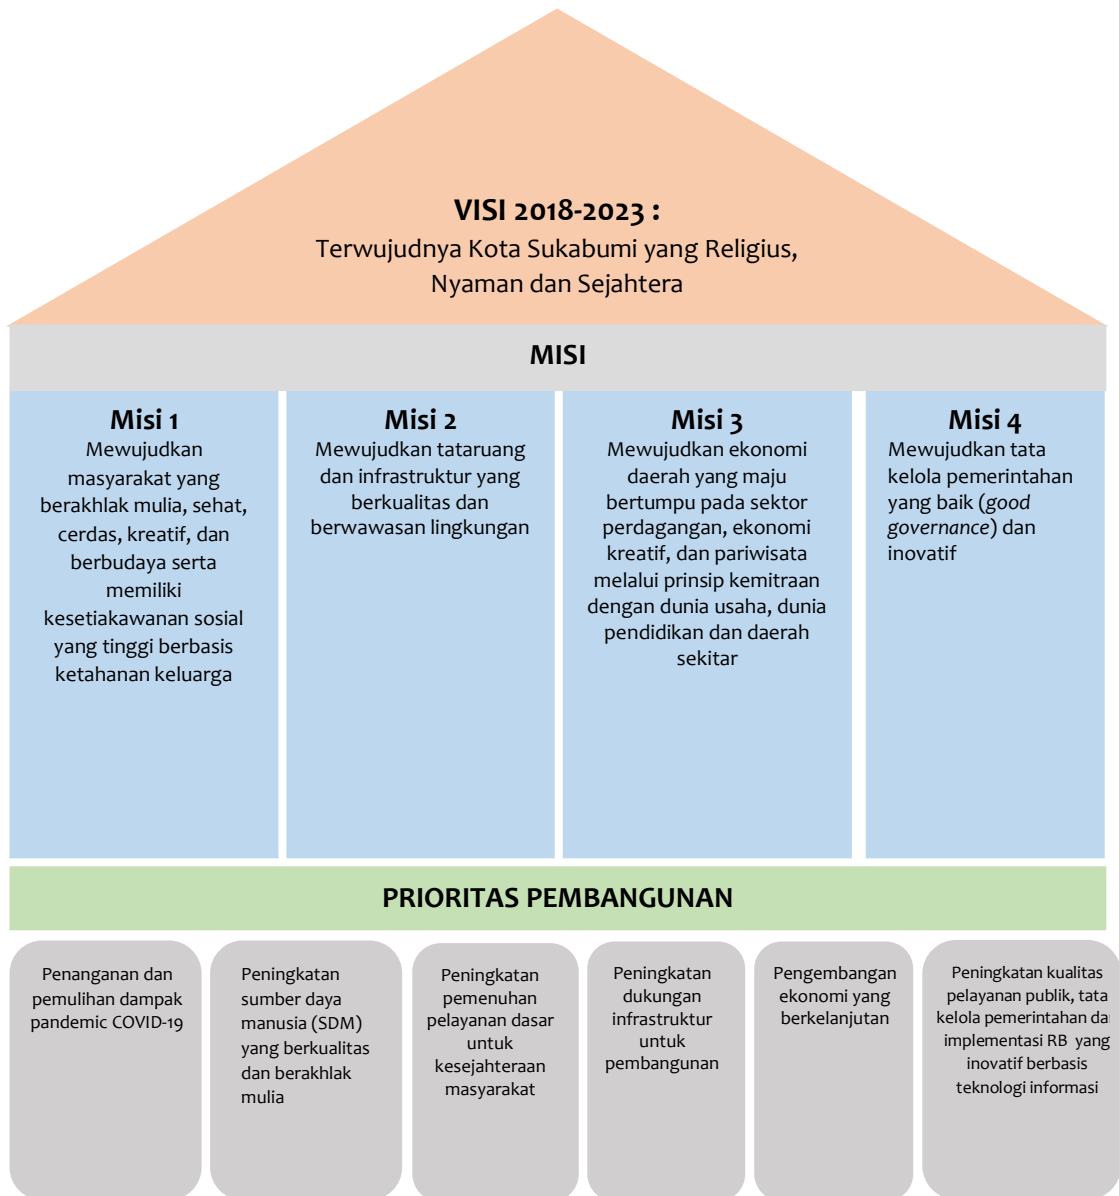 VISI 2018-2023 :
Terwujudnya Kota Sukabumi yang Religius,
Nyaman dan Sejahtera
MISI
Misi 1
Mewujudkan
masyarakat yang
berakhlak mulia, sehat,
cerdas, kreatif, dan
berbudaya serta
memiliki
kesetiakawanan sosial
yang tinggi berbasis
ketahanan keluarga
Misi 2
Mewujudkan tataruang
dan infrastruktur yang
berkualitas dan
berwawasan lingkungan
Misi 3
Mewujudkan ekonomi
daerah yang maju
bertumpu pada sektor
perdagangan, ekonomi
kreatif, dan pariwisata
melalui prinsip kemitraan
dengan dunia usaha, dunia
pendidikan dan daerah
sekitar
Misi 4
Mewujudkan tata
kelola pemerintahan
yang baik (good
governance) dan
inovatif
PRIORITAS PEMBANGUNAN
Penanganan dan
pemulihan dampak
pandemic COVID-19
Peningkatan
sumber daya
manusia (SDM)
yang berkualitas
dan berakhlak
mulia
Peningkatan
pemenuhan
pelayanan dasar
untuk
kesejahteraan
masyarakat
Peningkatan
dukungan
infrastruktur
untuk
pembangunan
Pengembangan
ekonomi yang
berkelanjutan
Peningkatan kualitas
pelayanan publik, tata
kelola pemerintahan da
implementasi RB yang
inovatif berbasis
teknologi informasi